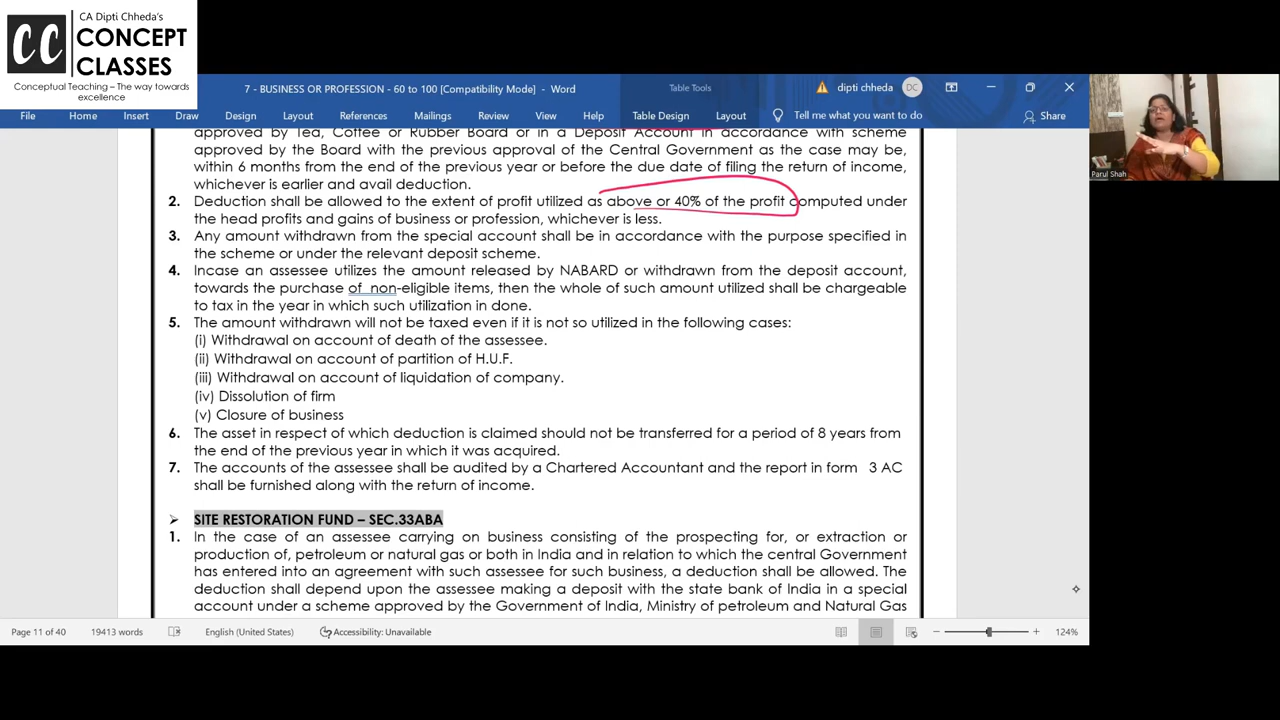 CA Dipti Chheda's
CC CONCEPT
CLASSES
Conceptual Teaching – The way towards
excellence
7 - BUSINESS OR PROFESSION - 60 to 100 [Compatibility Mode] - Word
Table Tools
dipti chheda
DC
File Home Insert Draw Design Layout References Mailings Review View Help Table Design Layout Tell me what you want to do Share
Parul Shah
approved by Tea, Coffee or Rubber Board or in a Deposit Account in accordance with scheme
approved by the Board with the previous approval of the Central Government as the case may be,
within 6 months from the end of the previous year or before the due date of filing the return of income,
whichever is earlier and avail deduction.
2. Deduction shall be allowed to the extent of profit utilized as above or 40% of the profit computed under
the head profits and gains of business or profession, whichever is less.
3. Any amount withdrawn from the special account shall be in accordance with the purpose specified in
the scheme or under the relevant deposit scheme.
4. Incase an assessee utilizes the amount released by NABARD or withdrawn from the deposit account,
towards the purchase of non-eligible items, then the whole of such amount utilized shall be chargeable
to tax in the year in which such utilization in done.
5. The amount withdrawn will not be taxed even if it is not so utilized in the following cases:
(i) Withdrawal on account of death of the assessee.
(ii) Withdrawal on account of partition of H.U.F.
(iii) Withdrawal on account of liquidation of company.
(iv) Dissolution of firm
(v) Closure of business
6. The asset in respect of which deduction is claimed should not be transferred for a period of 8 years from
the end of the previous year in which it was acquired.
7. The accounts of the assessee shall be audited by a Chartered Accountant and the report in form 3 AC
shall be furnished along with the return of income.
➢ SITE RESTORATION FUND – SEC.33ABA
1. In the case of an assessee carrying on business consisting of the prospecting for, or extraction or
production of, petroleum or natural gas or both in India and in relation to which the central Government
has entered into an agreement with such assessee for such business, a deduction shall be allowed. The
deduction shall depend upon the assessee making a deposit with the state bank of India in a special
account under a scheme approved by the Government of India, Ministry of petroleum and Natural Gas
Page 11 of 40 19413 words English (United States) Accessibility: Unavailable 124%